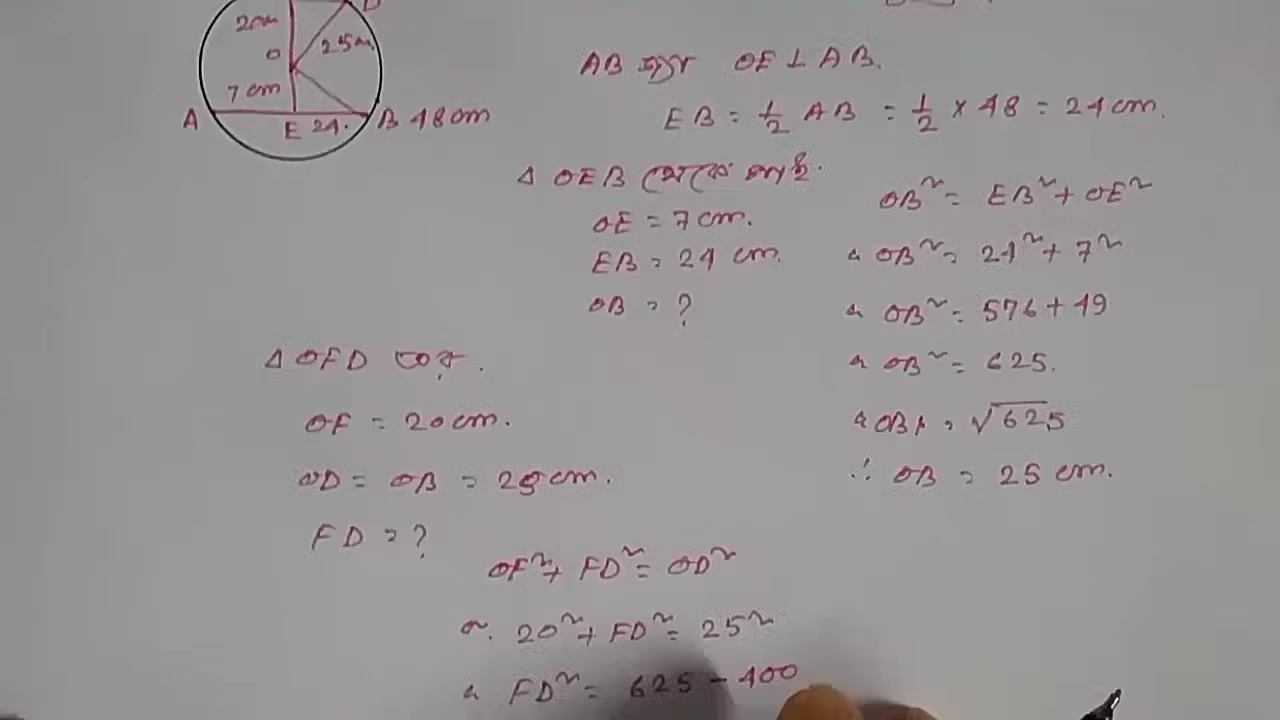 20cm
D
O
25cm
7 cm
A
E 24.
B 48cm
AB OE ⊥ AB.
EB = ½ AB = ½ × 48 = 24 cm.
Δ OEB থেকে পাই.
OE = 7 cm.
EB = 24 cm.
OB = ?
OB² = EB² + OE²
বা OB² = 24² + 7²
বা OB² = 576 + 49
বা OB² = 625.
বা OB = √625
∴ OB = 25 cm.
Δ OFD তে.
OF = 20 cm.
OD = OB = 25 cm.
FD = ?
OF² + FD² = OD²
বা. 20² + FD² = 25²
বা FD² = 625 - 400